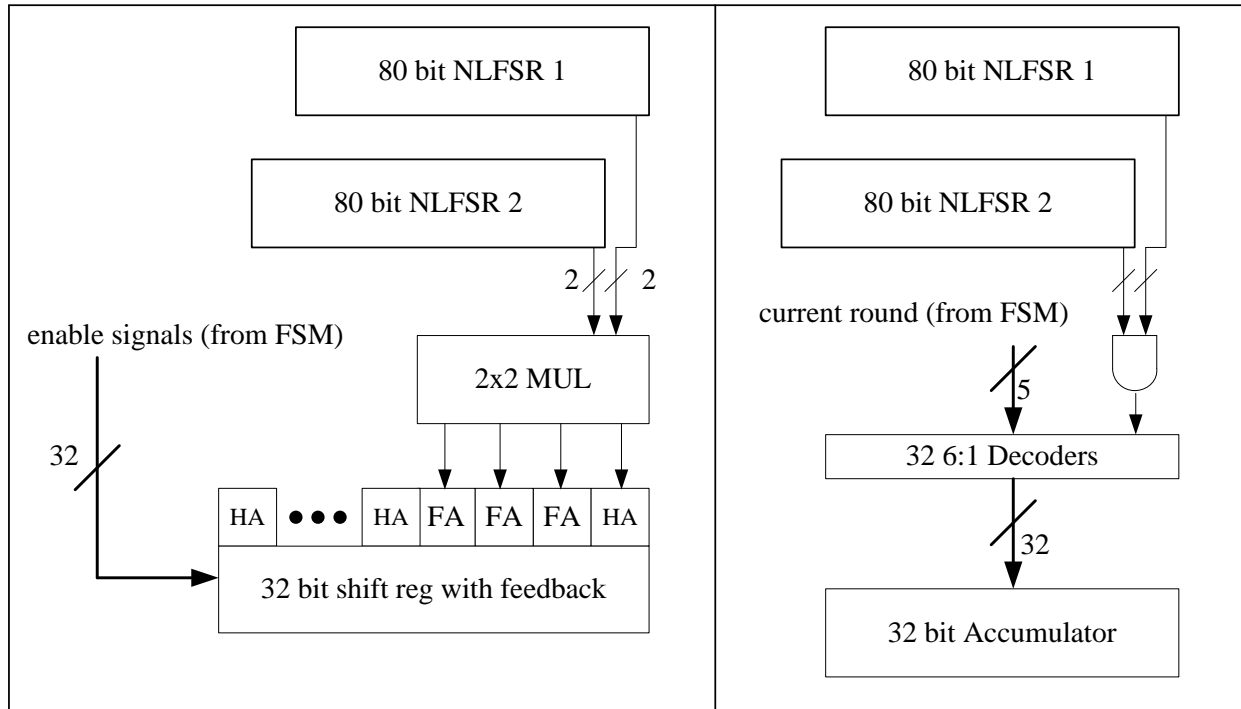 80 bit NLFSR 1
80 bit NLFSR 2
2 2
enable signals (from FSM)
2x2 MUL
32
HA HA FA FA FA HA
32 bit shift reg with feedback
80 bit NLFSR 1
80 bit NLFSR 2
current round (from FSM)
5
32 6:1 Decoders
32
32 bit Accumulator